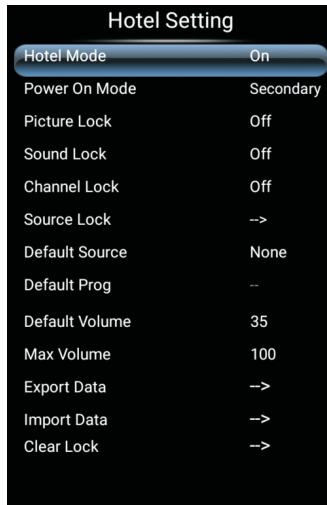 Hotel Setting
Hotel Mode On
Power On Mode Secondary
Picture Lock Off
Sound Lock Off
Channel Lock Off
Source Lock -->
Default Source None
Default Prog --
Default Volume 35
Max Volume 100
Export Data -->
Import Data -->
Clear Lock -->